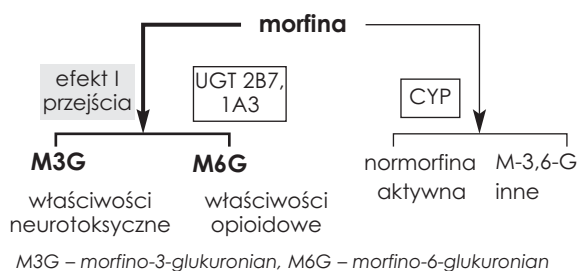 morfina
efekt I
przejścia
UGT 2B7,
1A3
CYP
M3G
M6G
normorfina
aktywna
M-3,6-G
inne
właściwości
neurotoksyczne
właściwości
opioidowe
M3G – morfino-3-glukuronian, M6G – morfino-6-glukuronian